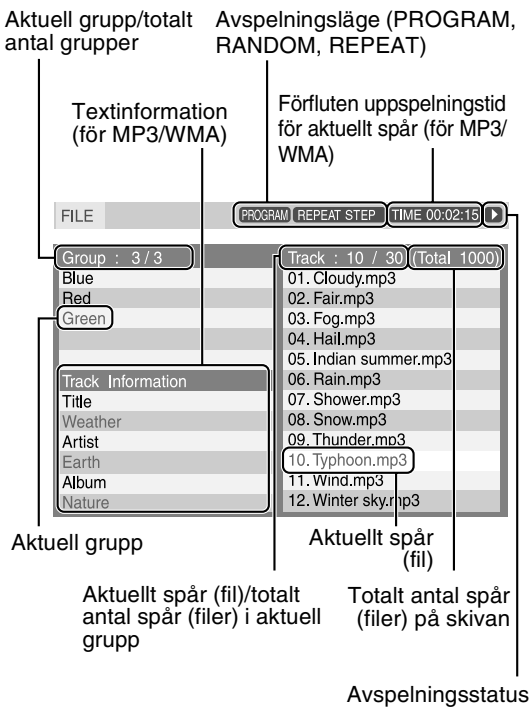 Aktuell grupp/totalt
antal grupper
Avspelningsläge (PROGRAM,
RANDOM, REPEAT)
Textinformation
(för MP3/WMA)
Förfluten uppspelningstid
för aktuellt spår (för MP3/
WMA)
FILE
PROGRAM REPEAT STEP TIME 00:02:15
Group : 3 / 3
Blue
Red
Green
Track Information
Title
Weather
Artist
Earth
Album
Nature
Track : 10 / 30 (Total 1000)
01. Cloudy.mp3
02. Fair.mp3
03. Fog.mp3
04. Hail.mp3
05. Indian summer.mp3
06. Rain.mp3
07. Shower.mp3
08. Snow.mp3
09. Thunder.mp3
10. Typhoon.mp3
11. Wind.mp3
12. Winter sky.mp3
Aktuell grupp
Aktuellt spår
(fil)
Aktuellt spår (fil)/totalt
antal spår (filer) i aktuell
grupp
Totalt antal spår
(filer) på skivan
Avspelningsstatus